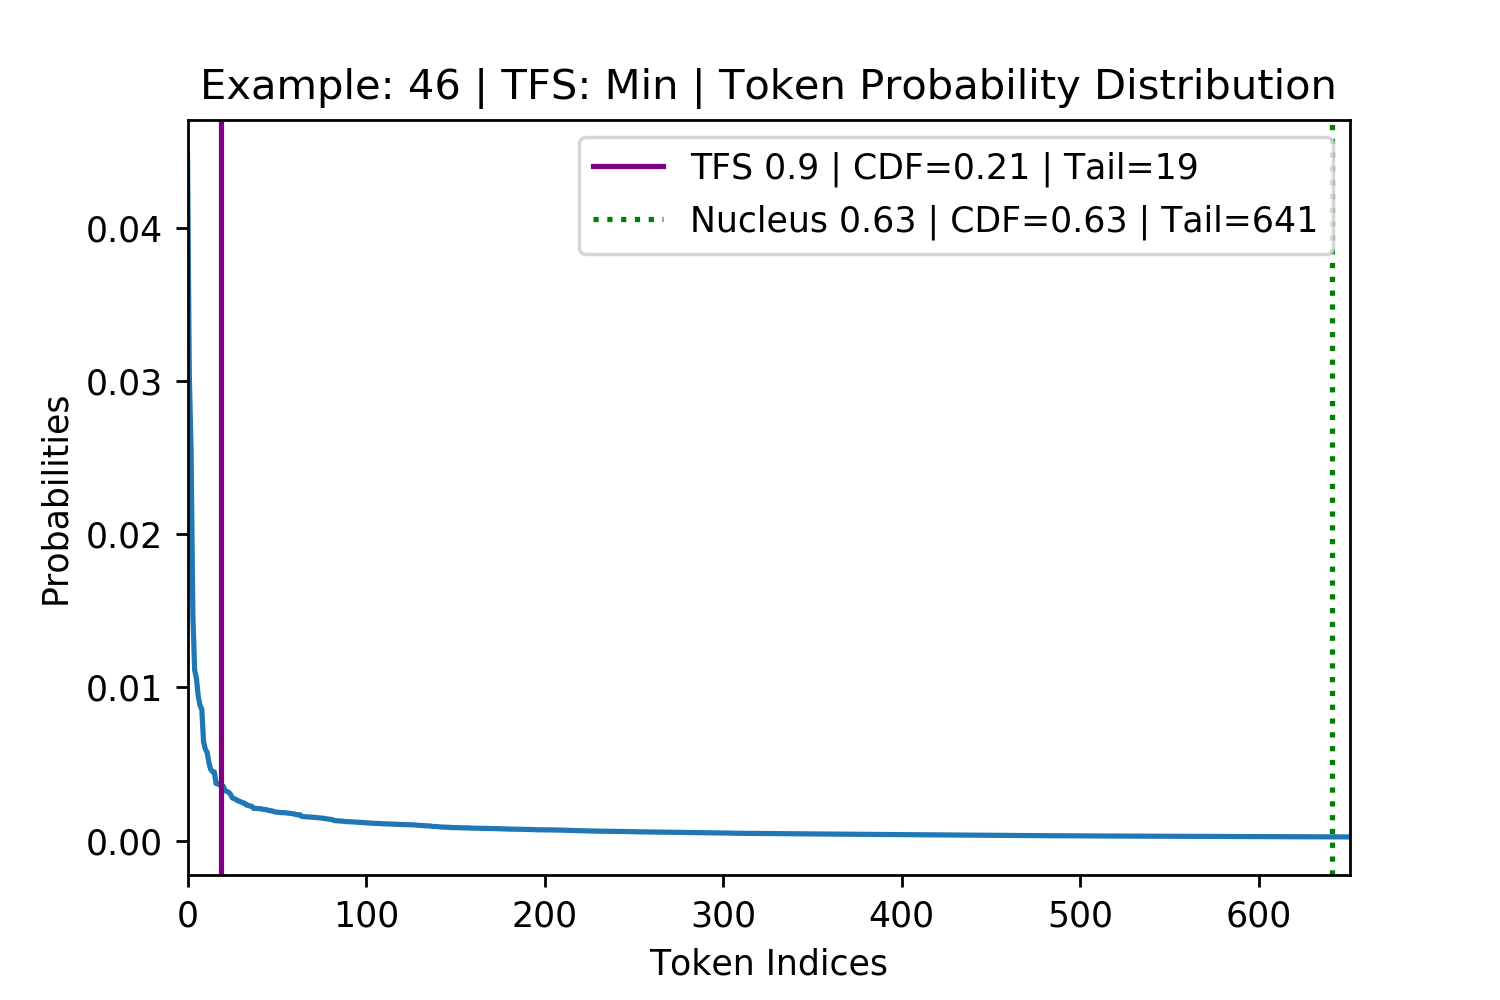 Example: 46 | TFS: Min | Token Probability Distribution
TFS 0.9 | CDF=0.21 | Tail=19
Nucleus 0.63 | CDF=0.63 | Tail=641
Probabilities
0.04
0.03
0.02
0.01
0.00
0 100 200 300 400 500 600
Token Indices